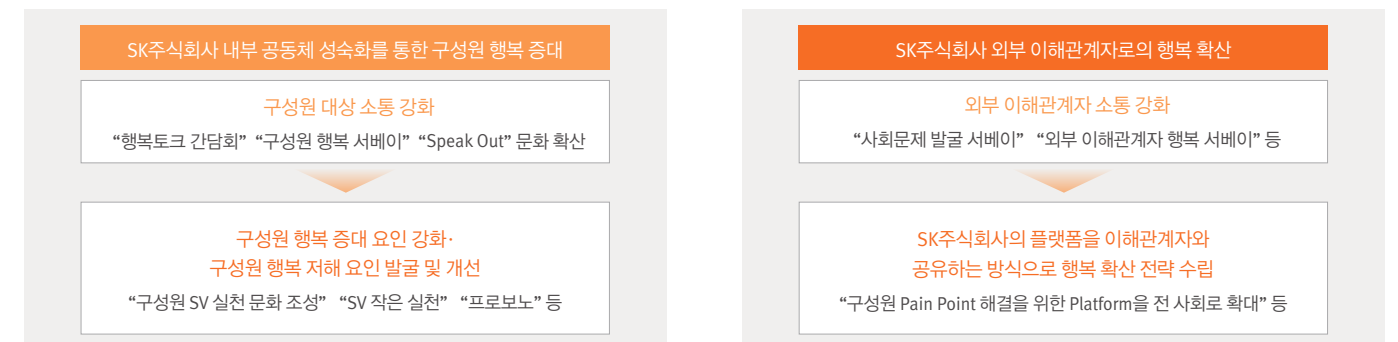 SK주식회사 내부 공동체 성숙화를 통한 구성원 행복 증대
구성원 대상 소통 강화
“행복토크 간담회” “구성원 행복 서베이” “Speak Out” 문화 확산
구성원 행복 증대 요인 강화·
구성원 행복 저해 요인 발굴 및 개선
“구성원 SV 실천 문화 조성” “SV 작은 실천” “프로보노” 등
SK주식회사 외부 이해관계자로의 행복 확산
외부 이해관계자 소통 강화
“사회문제 발굴 서베이” “외부 이해관계자 행복 서베이” 등
SK주식회사의 플랫폼을 이해관계자와
공유하는 방식으로 행복 확산 전략 수립
“구성원 Pain Point 해결을 위한 Platform을 전 사회로 확대” 등